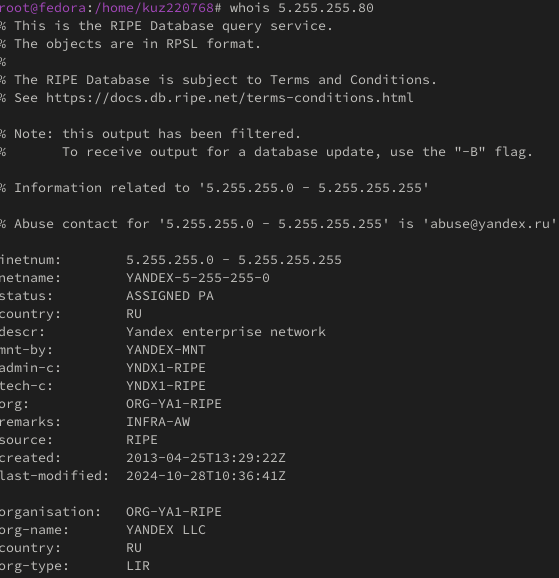 root@fedora:/home/kuz220768# whois 5.255.255.80
% This is the RIPE Database query service.
% The objects are in RPSL format.
%
% The RIPE Database is subject to Terms and Conditions.
% See https://docs.db.ripe.net/terms-conditions.html

% Note: this output has been filtered.
%       To receive output for a database update, use the "-B" flag.

% Information related to '5.255.255.0 - 5.255.255.255'

% Abuse contact for '5.255.255.0 - 5.255.255.255' is 'abuse@yandex.ru'

inetnum:        5.255.255.0 - 5.255.255.255
netname:        YANDEX-5-255-255-0
status:         ASSIGNED PA
country:        RU
descr:          Yandex enterprise network
mnt-by:         YANDEX-MNT
admin-c:        YNDX1-RIPE
tech-c:         YNDX1-RIPE
org:            ORG-YA1-RIPE
remarks:        INFRA-AW
source:         RIPE
created:        2013-04-25T13:29:22Z
last-modified:  2024-10-28T10:36:41Z

organisation:   ORG-YA1-RIPE
org-name:       YANDEX LLC
country:        RU
org-type:       LIR